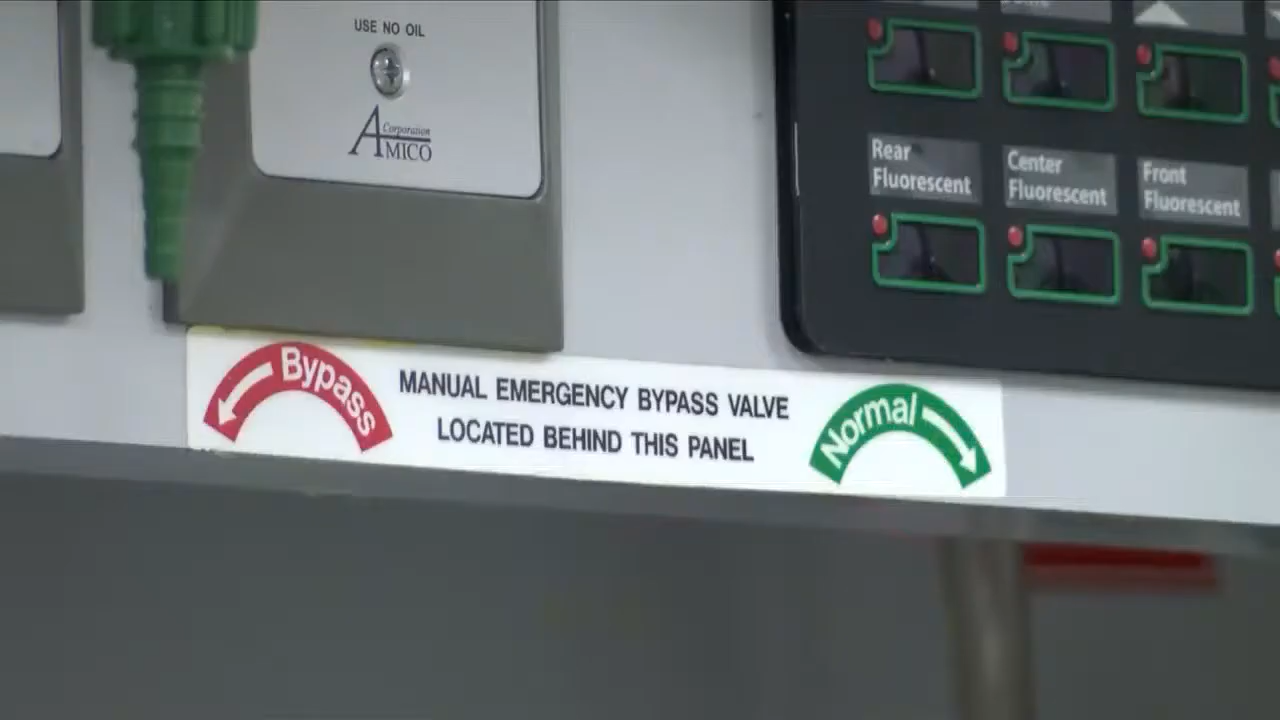 USE NO OIL
Corporation
AMICO
Rear
Fluorescent
Center
Fluorescent
Front
Fluorescent
Bypass
MANUAL EMERGENCY BYPASS VALVE
LOCATED BEHIND THIS PANEL
Normal